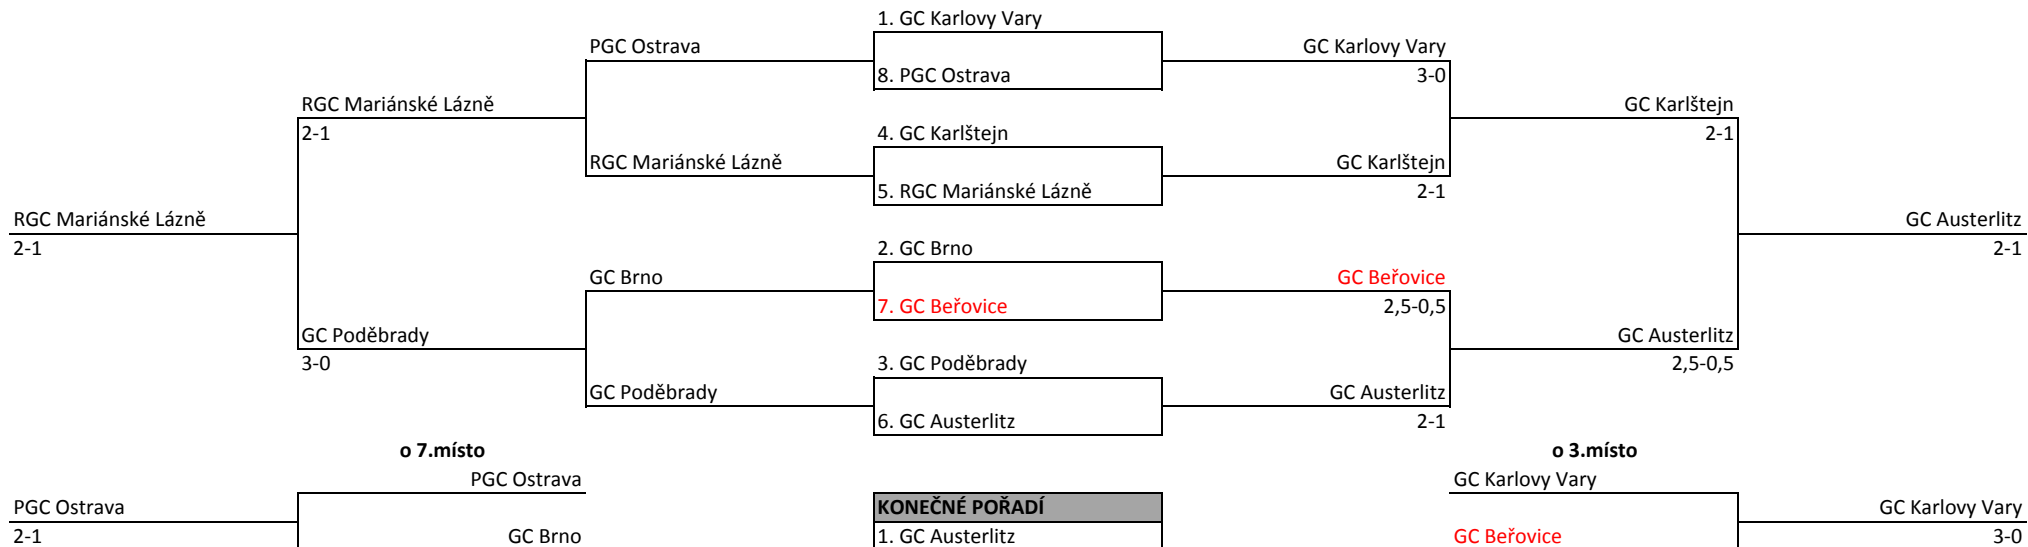 1. GC Karlovy Vary
PGC Ostrava
GC Karlovy Vary
8. PGC Ostrava
3-0
RGC Mariánské Lázně
GC Karlštejn
2-1
4. GC Karlštejn
2-1
RGC Mariánské Lázně
GC Karlštejn
5. RGC Mariánské Lázně
2-1
RGC Mariánské Lázně
GC Austerlitz
2-1
2. GC Brno
2-1
GC Brno
GC Beřovice
7. GC Beřovice
2,5-0,5
GC Poděbrady
GC Austerlitz
3-0
3. GC Poděbrady
2,5-0,5
GC Poděbrady
GC Austerlitz
6. GC Austerlitz
2-1
o 7.místo
o 3.místo
PGC Ostrava
GC Karlovy Vary
PGC Ostrava
KONEČNÉ POŘADÍ
GC Karlovy Vary
2-1
GC Brno
1. GC Austerlitz
GC Beřovice
3-0